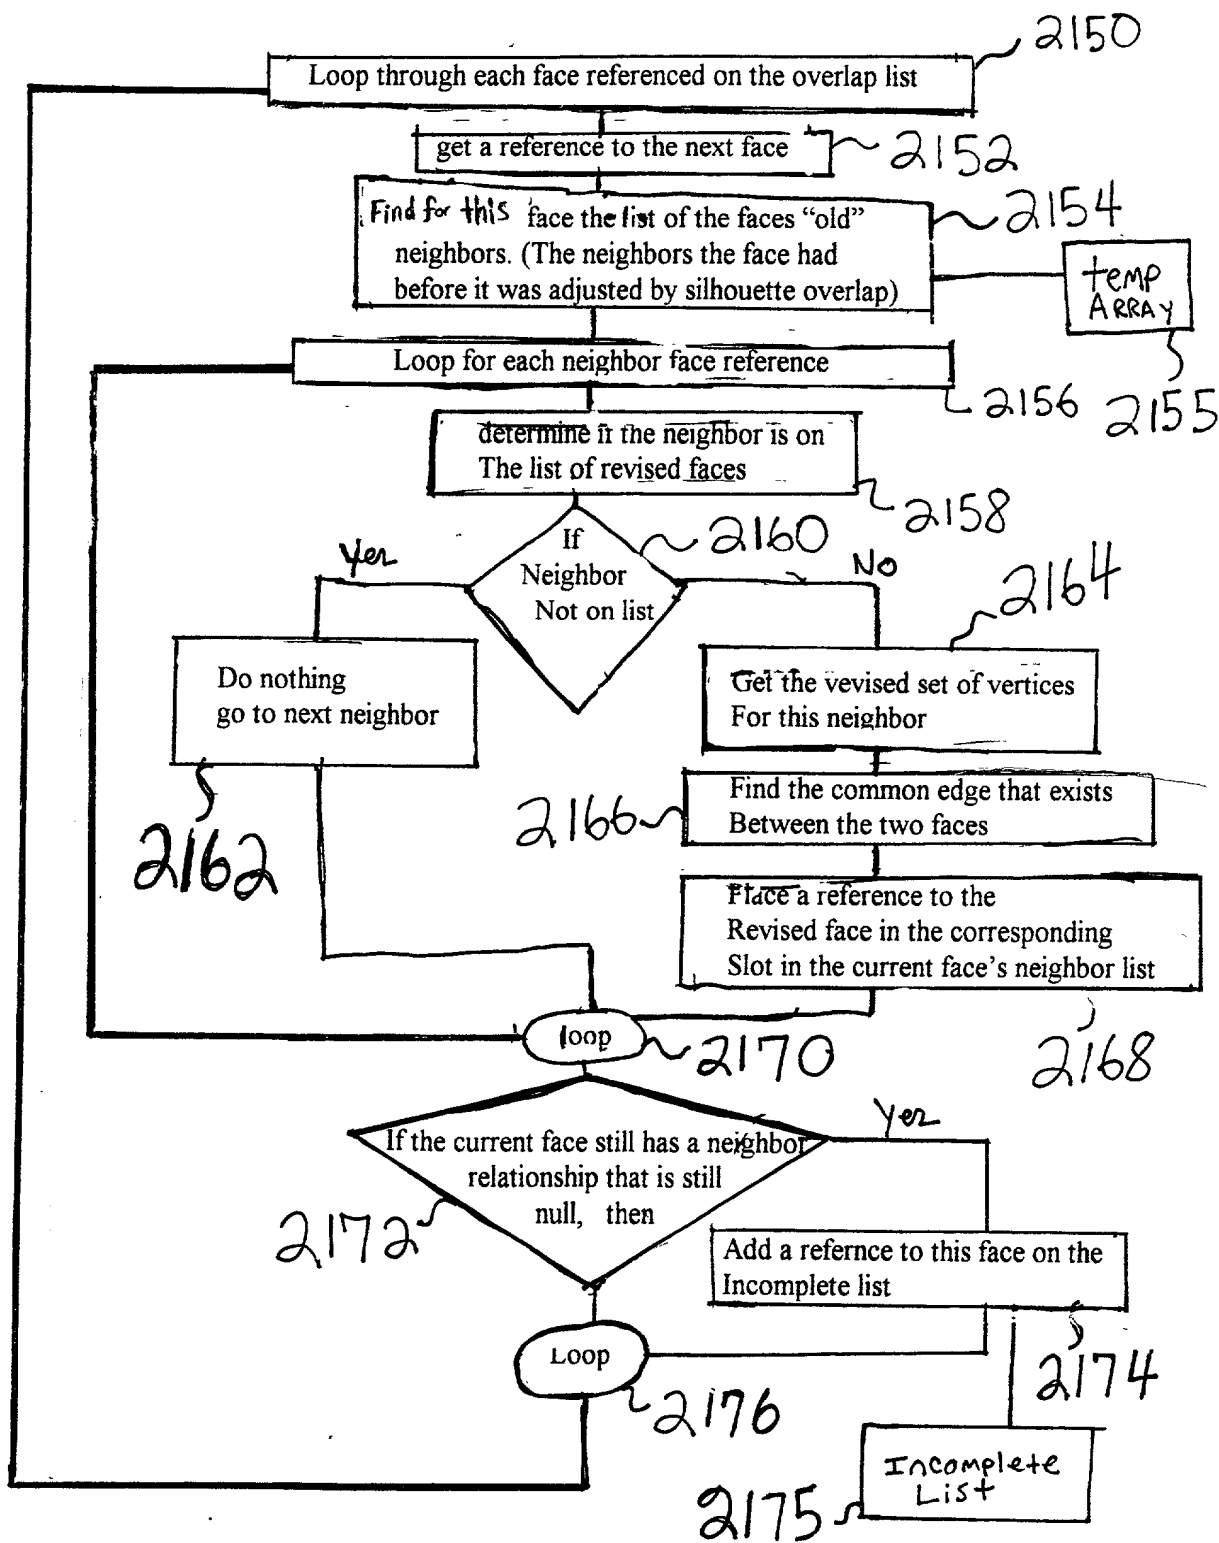 2150
Loop through each face referenced on the overlap list
get a reference to the next face
2152
Find for this face the list of the faces “old”
neighbors. (The neighbors the face had
before it was adjusted by silhouette overlap)
2154
temp
ARRAY
2155
Loop for each neighbor face reference
2156
determine if the neighbor is on
The list of revised faces
2158
If
Neighbor
Not on list
2160
Yes
No
2164
Do nothing
go to next neighbor
2162
Get the vevised set of vertices
For this neighbor
Find the common edge that exists
Between the two faces
2166
Place a reference to the
Revised face in the corresponding
Slot in the current face's neighbor list
2168
loop
2170
If the current face still has a neighbor
relationship that is still
null, then
2172
Yes
Add a refernce to this face on the
Incomplete list
2174
Loop
2176
Incomplete
List
2175